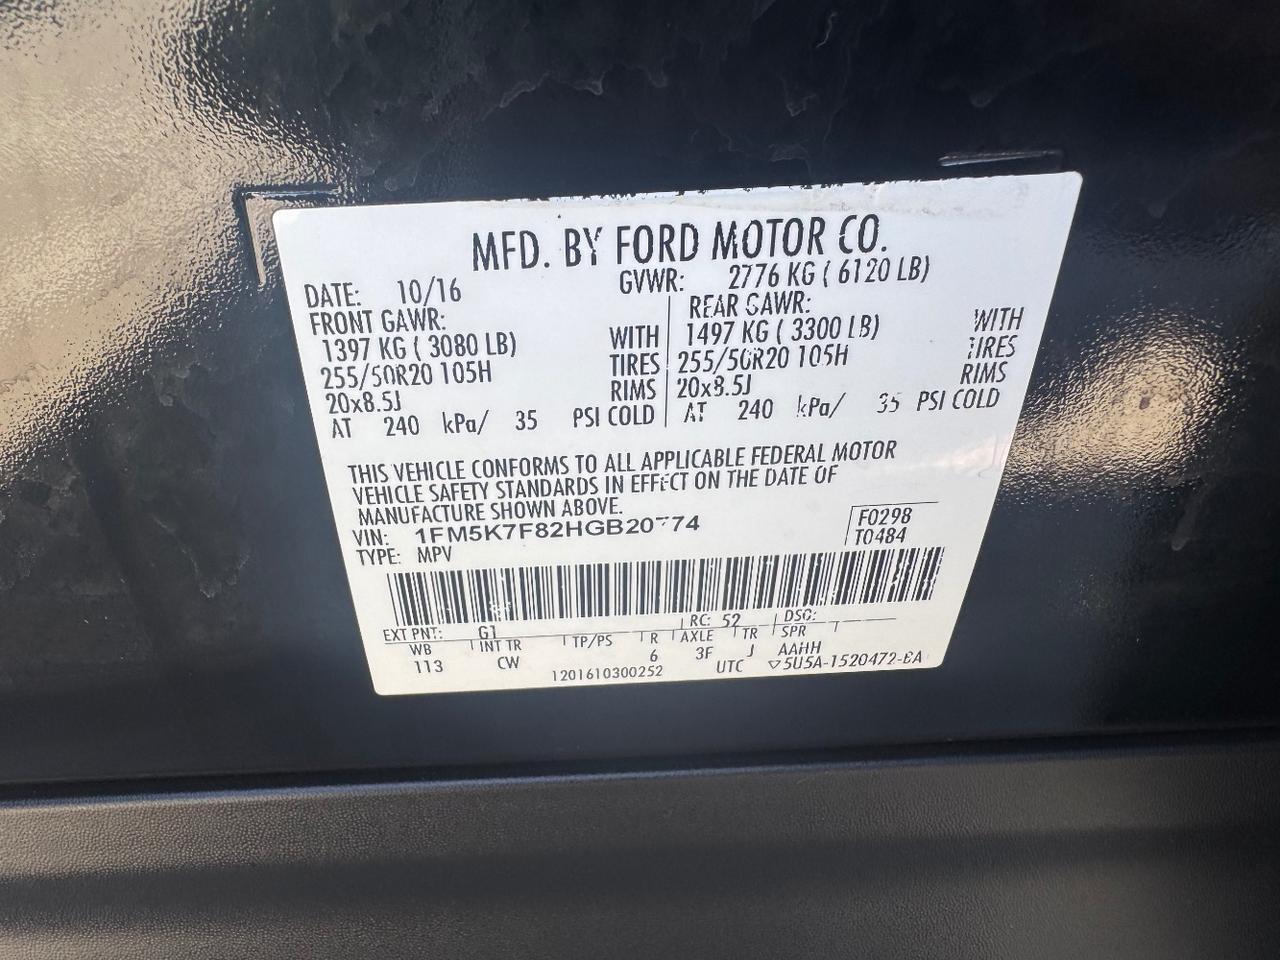 MFD. BY FORD MOTOR CO.
DATE: 10/16 GVWR: 2776 KG ( 6120 LB)
FRONT GAWR: REAR GAWR:
1397 KG ( 3080 LB) WITH 1497 KG ( 3300 LB) WITH
255/50R20 105H TIRES 255/50R20 105H TIRES
20x8.5J RIMS 20x8.5J RIMS
AT 240 kPa/ 35 PSI COLD AT 240 kPa/ 35 PSI COLD
THIS VEHICLE CONFORMS TO ALL APPLICABLE FEDERAL MOTOR
VEHICLE SAFETY STANDARDS IN EFFECT ON THE DATE OF
MANUFACTURE SHOWN ABOVE.
VIN: 1FM5K7F82HGB20774 F0298
TYPE: MPV T0484
EXT PNT: G1 RC: 52 DSO:
WB INT TR TP/PS R AXLE TR SPR
113 CW 6 3F J AAHH
1201610300252 UTC ▽5U5A-1520472-BA